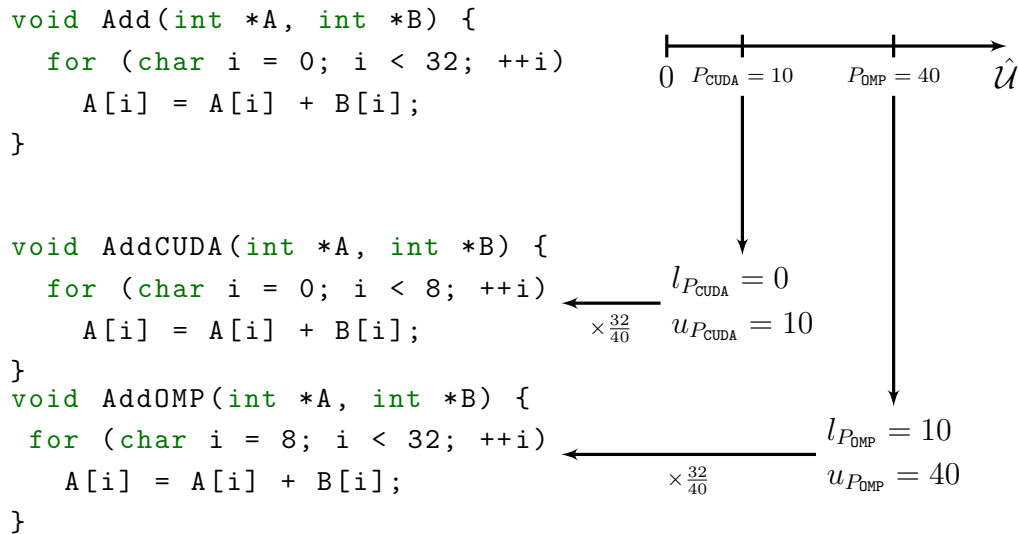 void Add(int *A, int *B) {
  for (char i = 0; i < 32; ++i)
    A[i] = A[i] + B[i];
}
0 P_CUDA = 10 P_OMP = 40 Û
void AddCUDA(int *A, int *B) {
  for (char i = 0; i < 8; ++i)
    A[i] = A[i] + B[i];
}
×32/40
l_P_CUDA = 0
u_P_CUDA = 10
void AddOMP(int *A, int *B) {
 for (char i = 8; i < 32; ++i)
   A[i] = A[i] + B[i];
}
×32/40
l_P_OMP = 10
u_P_OMP = 40